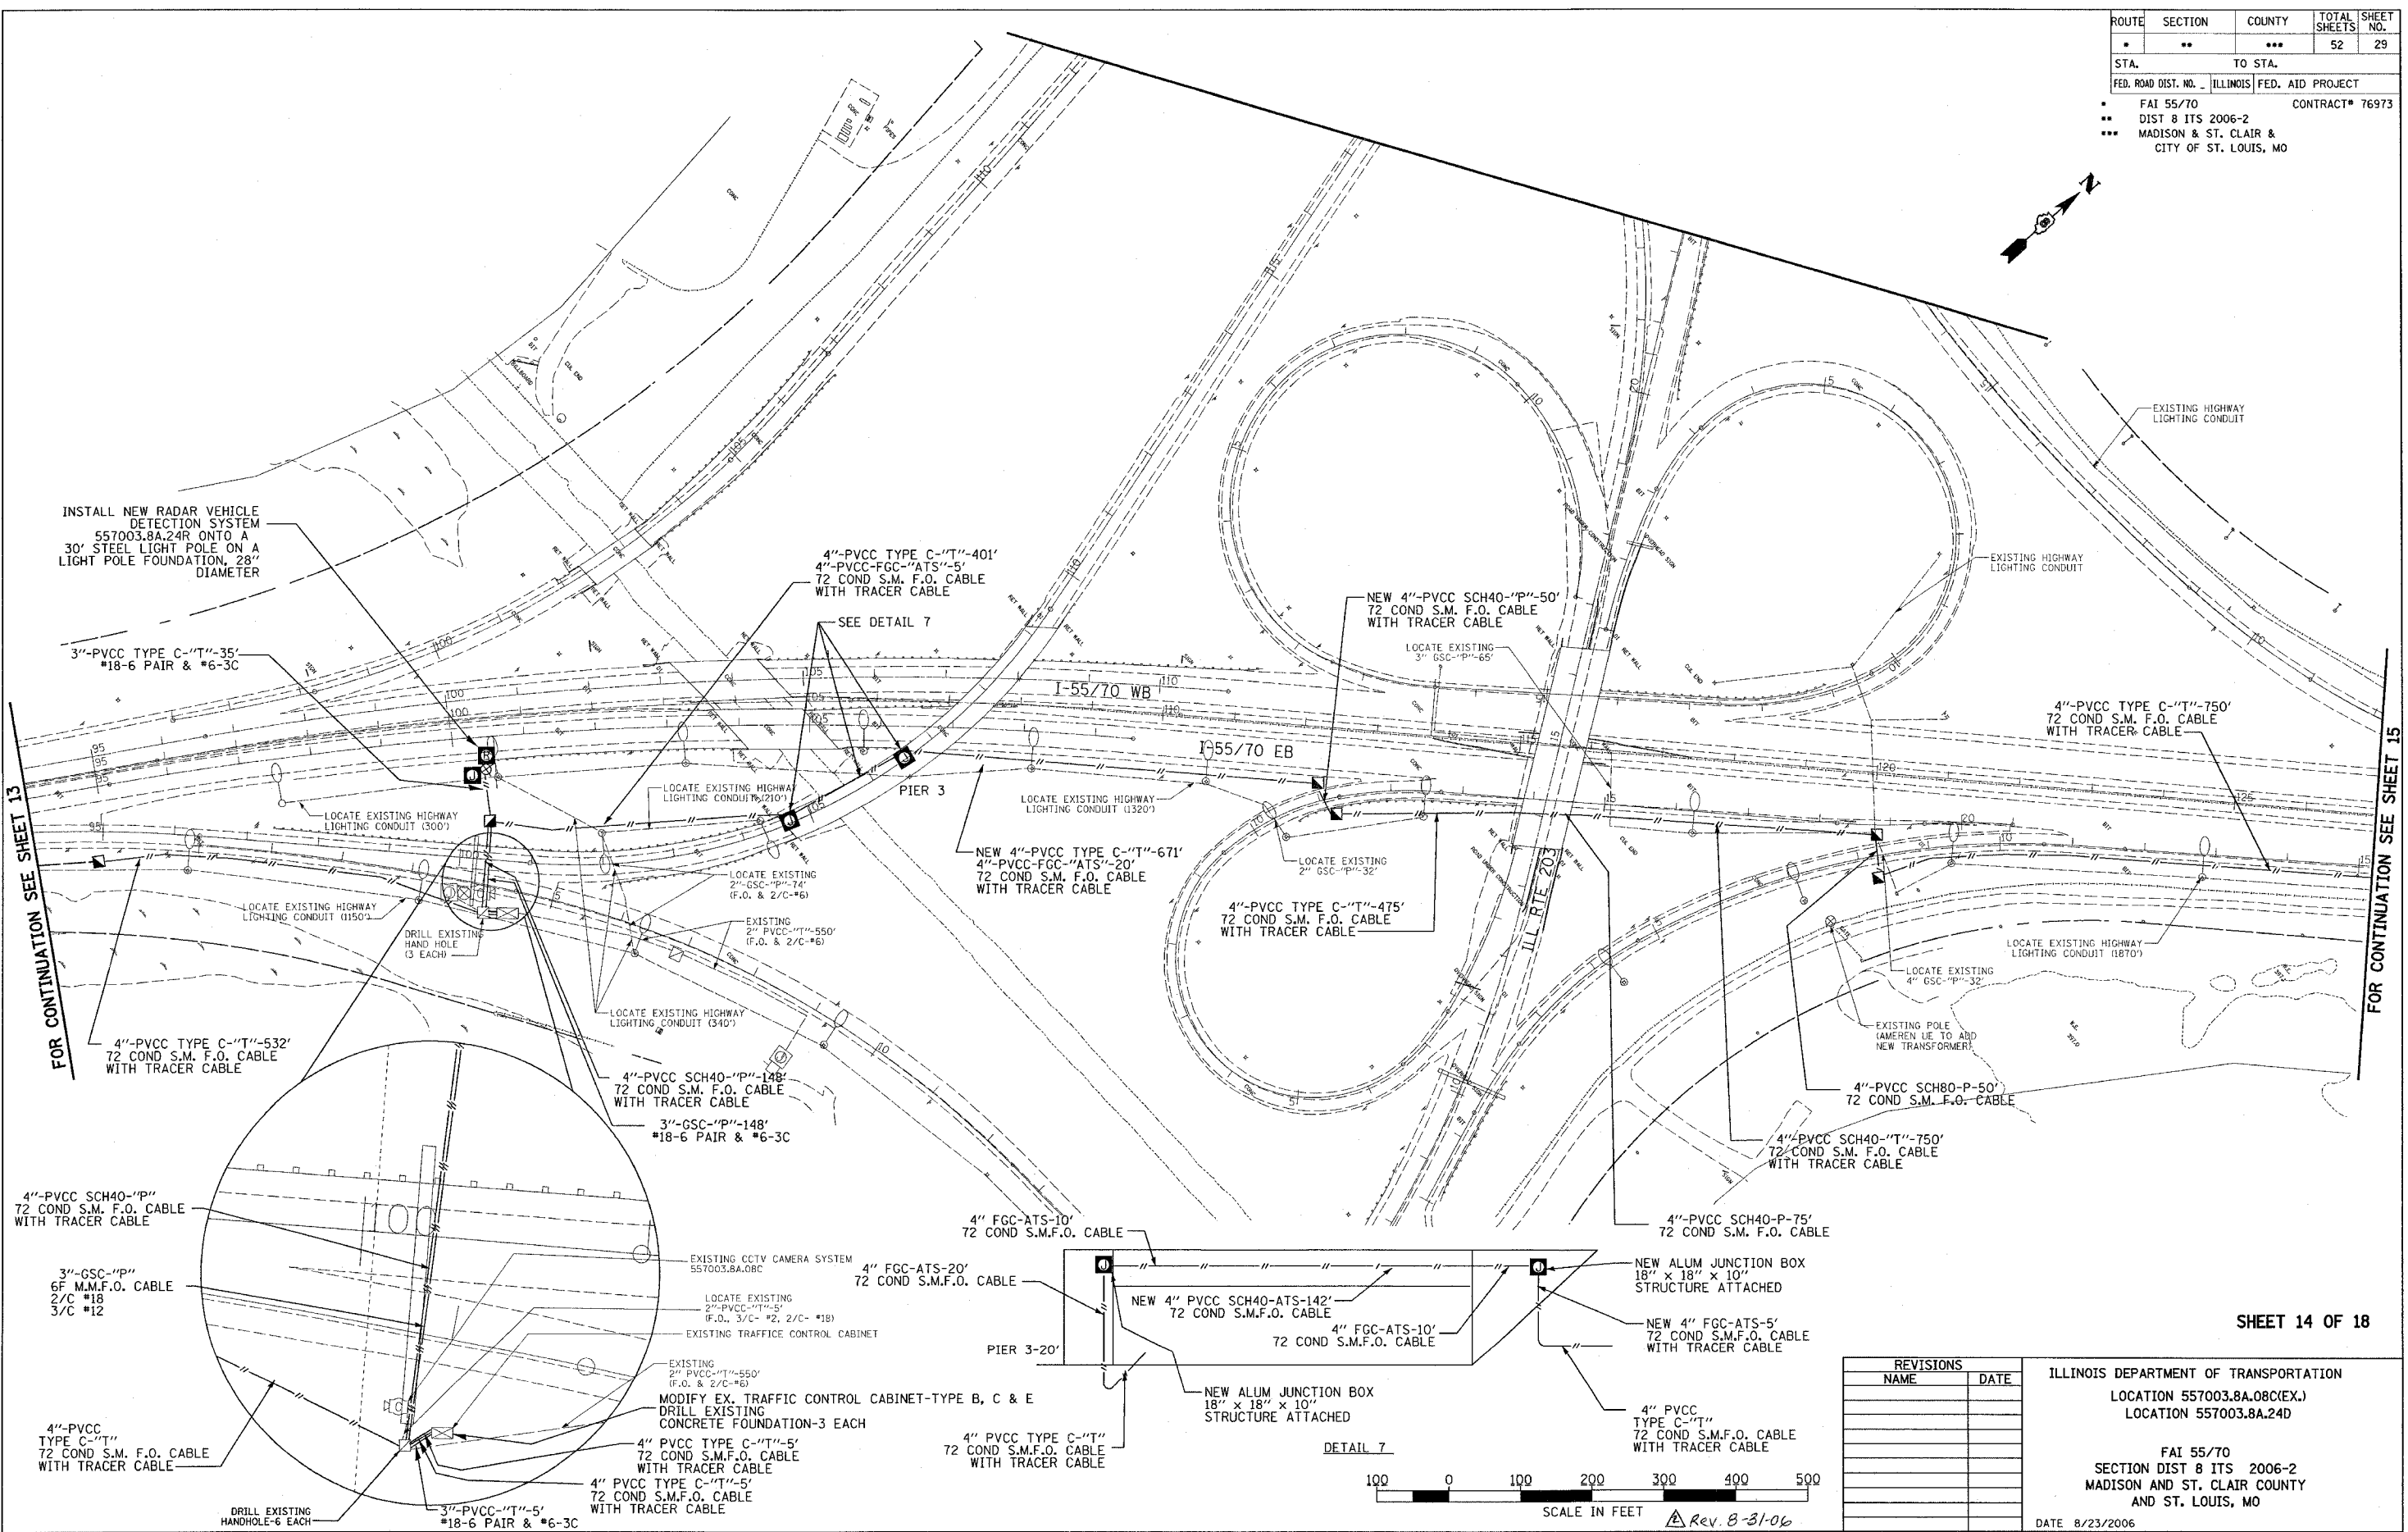 ROUTE SECTION COUNTY TOTAL SHEETS SHEET NO.
* ** *** 52 29
STA. TO STA.
FED. ROAD DIST. NO. _ ILLINOIS FED. AID PROJECT
* FAI 55/70 CONTRACT# 76973
** DIST 8 ITS 2006-2
*** MADISON & ST. CLAIR &
CITY OF ST. LOUIS, MO
N
EXISTING HIGHWAY
LIGHTING CONDUIT
INSTALL NEW RADAR VEHICLE
DETECTION SYSTEM
557003.8A.24R ONTO A
30' STEEL LIGHT POLE ON A
LIGHT POLE FOUNDATION, 28"
DIAMETER
3"-PVCC TYPE C-"T"-35'
#18-6 PAIR & #6-3C
4"-PVCC TYPE C-"T"-401'
4"-PVCC-FGC-"ATS"-5'
72 COND S.M. F.O. CABLE
WITH TRACER CABLE
SEE DETAIL 7
NEW 4"-PVCC SCH40-"P"-50'
72 COND S.M. F.O. CABLE
WITH TRACER CABLE
LOCATE EXISTING
3" GSC-"P"-65'
EXISTING HIGHWAY
LIGHTING CONDUIT
4"-PVCC TYPE C-"T"-750'
72 COND S.M. F.O. CABLE
WITH TRACER CABLE
FOR CONTINUATION SEE SHEET 13
FOR CONTINUATION SEE SHEET 15
I-55/70 WB
I-55/70 EB
PIER 3
ILL RTE 203
LOCATE EXISTING HIGHWAY
LIGHTING CONDUIT (210')
LOCATE EXISTING HIGHWAY
LIGHTING CONDUIT (300')
LOCATE EXISTING HIGHWAY
LIGHTING CONDUIT (1320')
LOCATE EXISTING
2" GSC-"P"-32'
NEW 4"-PVCC TYPE C-"T"-671'
4"-PVCC-FGC-"ATS"-20'
72 COND S.M. F.O. CABLE
WITH TRACER CABLE
LOCATE EXISTING
2"-GSC-"P"-74'
(F.O. & 2/C-#6)
LOCATE EXISTING HIGHWAY
LIGHTING CONDUIT (1150')
DRILL EXISTING
HAND HOLE
(3 EACH)
EXISTING
2" PVCC-"T"-550'
(F.O. & 2/C-#6)
4"-PVCC TYPE C-"T"-475'
72 COND S.M. F.O. CABLE
WITH TRACER CABLE
LOCATE EXISTING HIGHWAY
LIGHTING CONDUIT (1870')
LOCATE EXISTING
4" GSC-"P"-32'
LOCATE EXISTING HIGHWAY
LIGHTING CONDUIT (340')
EXISTING POLE
(AMEREN UE TO ADD
NEW TRANSFORMER)
4"-PVCC TYPE C-"T"-532'
72 COND S.M. F.O. CABLE
WITH TRACER CABLE
4"-PVCC SCH40-"P"-148'
72 COND S.M. F.O. CABLE
WITH TRACER CABLE
3"-GSC-"P"-148'
#18-6 PAIR & #6-3C
4"-PVCC SCH80-P-50'
72 COND S.M. F.O. CABLE
4"-PVCC SCH40-"T"-750'
72 COND S.M. F.O. CABLE
WITH TRACER CABLE
4"-PVCC SCH40-P-75'
72 COND S.M. F.O. CABLE
4"-PVCC SCH40-"P"
72 COND S.M. F.O. CABLE
WITH TRACER CABLE
3"-GSC-"P"
6F M.M.F.O. CABLE
2/C #18
3/C #12
4"-PVCC
TYPE C-"T"
72 COND S.M. F.O. CABLE
WITH TRACER CABLE
DRILL EXISTING
HANDHOLE-6 EACH
EXISTING CCTV CAMERA SYSTEM
557003.8A.08C
LOCATE EXISTING
2"-PVCC-"T"-5'
(F.O., 3/C- #2, 2/C- #18)
EXISTING TRAFFICE CONTROL CABINET
EXISTING
2" PVCC-"T"-550'
(F.O. & 2/C-#6)
MODIFY EX. TRAFFIC CONTROL CABINET-TYPE B, C & E
DRILL EXISTING
CONCRETE FOUNDATION-3 EACH
4" PVCC TYPE C-"T"-5'
72 COND S.M.F.O. CABLE
WITH TRACER CABLE
4" PVCC TYPE C-"T"-5'
72 COND S.M.F.O. CABLE
WITH TRACER CABLE
3"-PVCC-"T"-5'
#18-6 PAIR & #6-3C
4" FGC-ATS-10'
72 COND S.M.F.O. CABLE
4" FGC-ATS-20'
72 COND S.M.F.O. CABLE
NEW 4" PVCC SCH40-ATS-142'
72 COND S.M.F.O. CABLE
4" FGC-ATS-10'
72 COND S.M.F.O. CABLE
PIER 3-20'
NEW ALUM JUNCTION BOX
18" x 18" x 10"
STRUCTURE ATTACHED
NEW 4" FGC-ATS-5'
72 COND S.M.F.O. CABLE
WITH TRACER CABLE
NEW ALUM JUNCTION BOX
18" x 18" x 10"
STRUCTURE ATTACHED
4" PVCC TYPE C-"T"
72 COND S.M.F.O. CABLE
WITH TRACER CABLE
4" PVCC
TYPE C-"T"
72 COND S.M.F.O. CABLE
WITH TRACER CABLE
DETAIL 7
100 0 100 200 300 400 500
SCALE IN FEET
Rev. 8-31-06
SHEET 14 OF 18
REVISIONS
NAME DATE
ILLINOIS DEPARTMENT OF TRANSPORTATION
LOCATION 557003.8A.08C(EX.)
LOCATION 557003.8A.24D
FAI 55/70
SECTION DIST 8 ITS 2006-2
MADISON AND ST. CLAIR COUNTY
AND ST. LOUIS, MO
DATE 8/23/2006